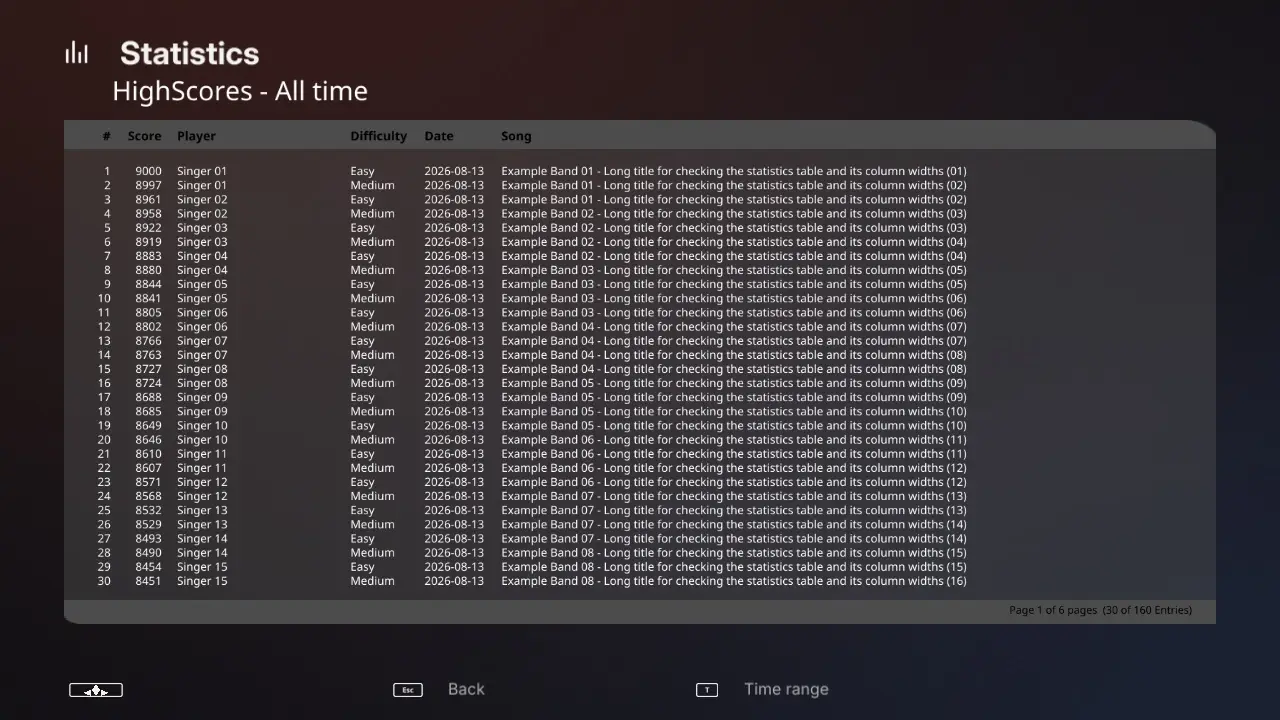 Statistics
HighScores - All time
# Score Player Difficulty Date Song
1 9000 Singer 01 Easy 2026-08-13 Example Band 01 - Long title for checking the statistics table and its column widths (01)
2 8997 Singer 01 Medium 2026-08-13 Example Band 01 - Long title for checking the statistics table and its column widths (02)
3 8961 Singer 02 Easy 2026-08-13 Example Band 01 - Long title for checking the statistics table and its column widths (02)
4 8958 Singer 02 Medium 2026-08-13 Example Band 02 - Long title for checking the statistics table and its column widths (03)
5 8922 Singer 03 Easy 2026-08-13 Example Band 02 - Long title for checking the statistics table and its column widths (03)
6 8919 Singer 03 Medium 2026-08-13 Example Band 02 - Long title for checking the statistics table and its column widths (04)
7 8883 Singer 04 Easy 2026-08-13 Example Band 02 - Long title for checking the statistics table and its column widths (04)
8 8880 Singer 04 Medium 2026-08-13 Example Band 03 - Long title for checking the statistics table and its column widths (05)
9 8844 Singer 05 Easy 2026-08-13 Example Band 03 - Long title for checking the statistics table and its column widths (05)
10 8841 Singer 05 Medium 2026-08-13 Example Band 03 - Long title for checking the statistics table and its column widths (06)
11 8805 Singer 06 Easy 2026-08-13 Example Band 03 - Long title for checking the statistics table and its column widths (06)
12 8802 Singer 06 Medium 2026-08-13 Example Band 04 - Long title for checking the statistics table and its column widths (07)
13 8766 Singer 07 Easy 2026-08-13 Example Band 04 - Long title for checking the statistics table and its column widths (07)
14 8763 Singer 07 Medium 2026-08-13 Example Band 04 - Long title for checking the statistics table and its column widths (08)
15 8727 Singer 08 Easy 2026-08-13 Example Band 04 - Long title for checking the statistics table and its column widths (08)
16 8724 Singer 08 Medium 2026-08-13 Example Band 05 - Long title for checking the statistics table and its column widths (09)
17 8688 Singer 09 Easy 2026-08-13 Example Band 05 - Long title for checking the statistics table and its column widths (09)
18 8685 Singer 09 Medium 2026-08-13 Example Band 05 - Long title for checking the statistics table and its column widths (10)
19 8649 Singer 10 Easy 2026-08-13 Example Band 05 - Long title for checking the statistics table and its column widths (10)
20 8646 Singer 10 Medium 2026-08-13 Example Band 06 - Long title for checking the statistics table and its column widths (11)
21 8610 Singer 11 Easy 2026-08-13 Example Band 06 - Long title for checking the statistics table and its column widths (11)
22 8607 Singer 11 Medium 2026-08-13 Example Band 06 - Long title for checking the statistics table and its column widths (12)
23 8571 Singer 12 Easy 2026-08-13 Example Band 06 - Long title for checking the statistics table and its column widths (12)
24 8568 Singer 12 Medium 2026-08-13 Example Band 07 - Long title for checking the statistics table and its column widths (13)
25 8532 Singer 13 Easy 2026-08-13 Example Band 07 - Long title for checking the statistics table and its column widths (13)
26 8529 Singer 13 Medium 2026-08-13 Example Band 07 - Long title for checking the statistics table and its column widths (14)
27 8493 Singer 14 Easy 2026-08-13 Example Band 07 - Long title for checking the statistics table and its column widths (14)
28 8490 Singer 14 Medium 2026-08-13 Example Band 08 - Long title for checking the statistics table and its column widths (15)
29 8454 Singer 15 Easy 2026-08-13 Example Band 08 - Long title for checking the statistics table and its column widths (15)
30 8451 Singer 15 Medium 2026-08-13 Example Band 08 - Long title for checking the statistics table and its column widths (16)
Page 1 of 6 pages (30 of 160 Entries)
Esc Back T Time range